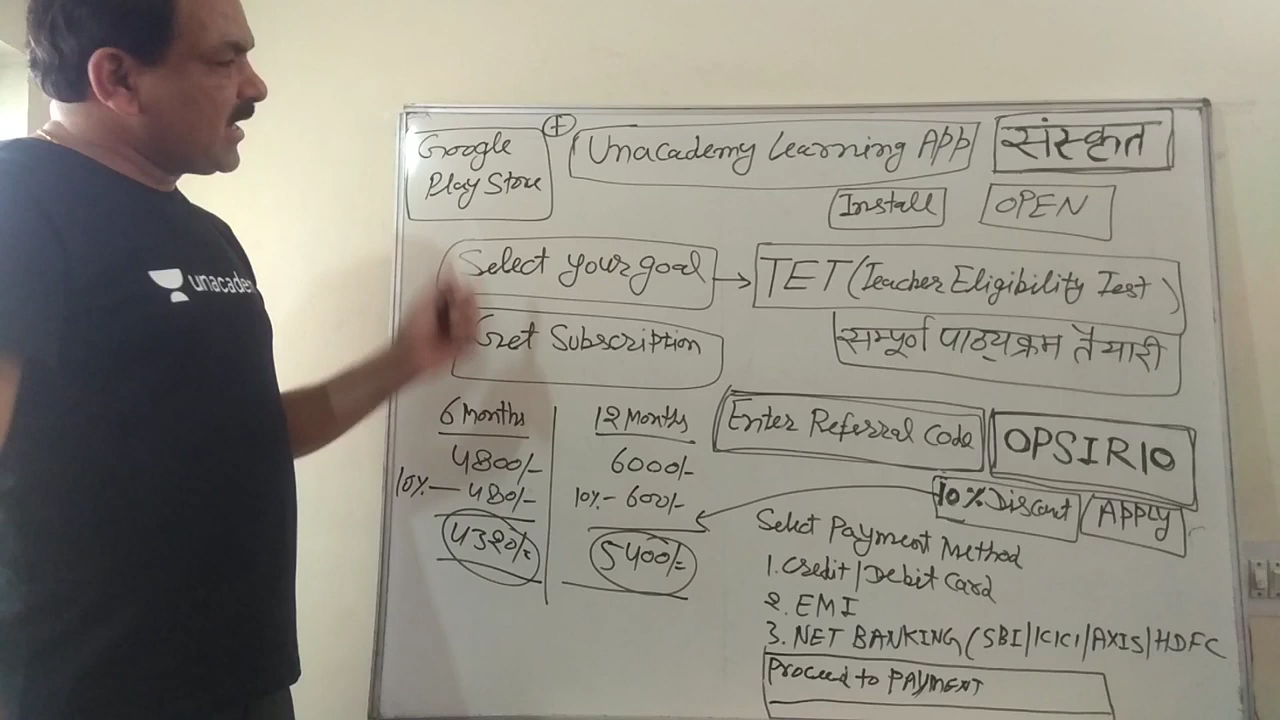 Google
Play Store
+
Unacademy Learning App
संस्कृत
Install
OPEN
unacadem
Select your goal
TET (Teacher Eligibility Test)
Get Subscription
सम्पूर्ण पाठ्यक्रम तैयारी
6 Months
4800/-
10% — 480/-
4320/-
12 Months
6000/-
10% - 600/-
5400/-
Enter Referral Code
OPSIR10
10% Discount
APPLY
Select Payment Method
1. Credit/Debit Card
2. EMI
3. NET BANKING (SBI/ICICI/AXIS/HDFC
Proceed to PAYMENT